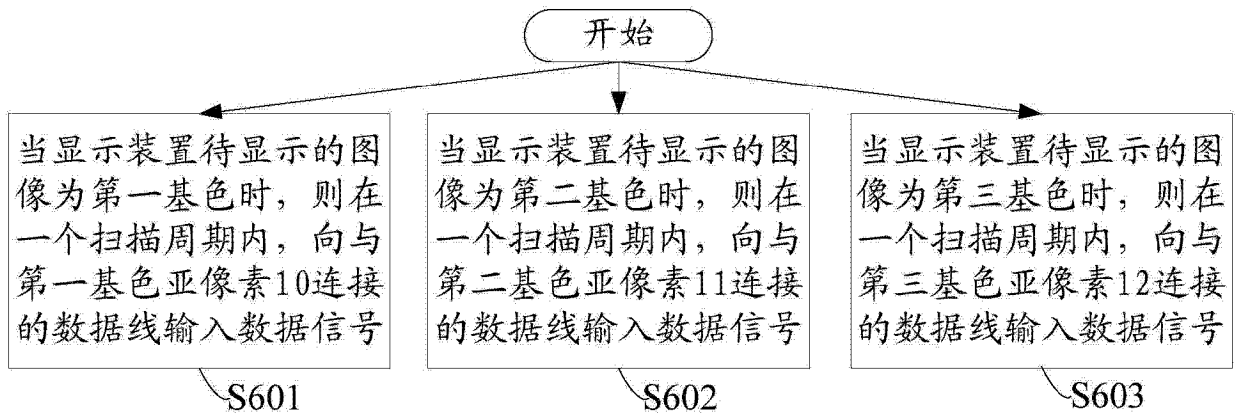 开始
当显示装置待显示的图
像为第一基色时，则在
一个扫描周期内，向与
第一基色亚像素10连接
的数据线输入数据信号
S601
当显示装置待显示的图
像为第二基色时，则在
一个扫描周期内，向与
第二基色亚像素11连接
的数据线输入数据信号
S602
当显示装置待显示的图
像为第三基色时，则在
一个扫描周期内，向与
第三基色亚像素12连接
的数据线输入数据信号
S603